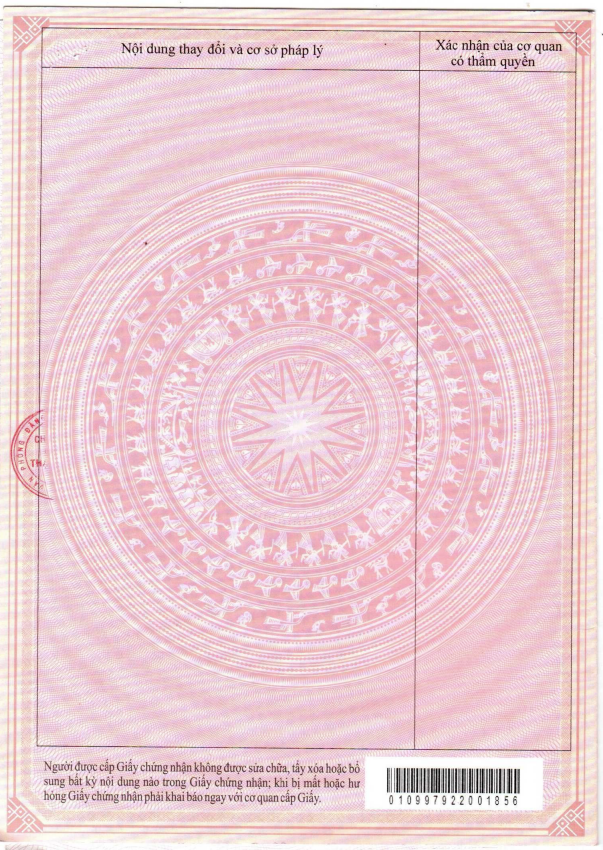 Nội dung thay đổi và cơ sở pháp lý
Xác nhận của cơ quan
có thẩm quyền
Người được cấp Giấy chứng nhận không được sửa chữa, tẩy xóa hoặc bổ
sung bất kỳ nội dung nào trong Giấy chứng nhận; khi bị mất hoặc hư
hỏng Giấy chứng nhận phải khai báo ngay với cơ quan cấp Giấy.
010997922001856